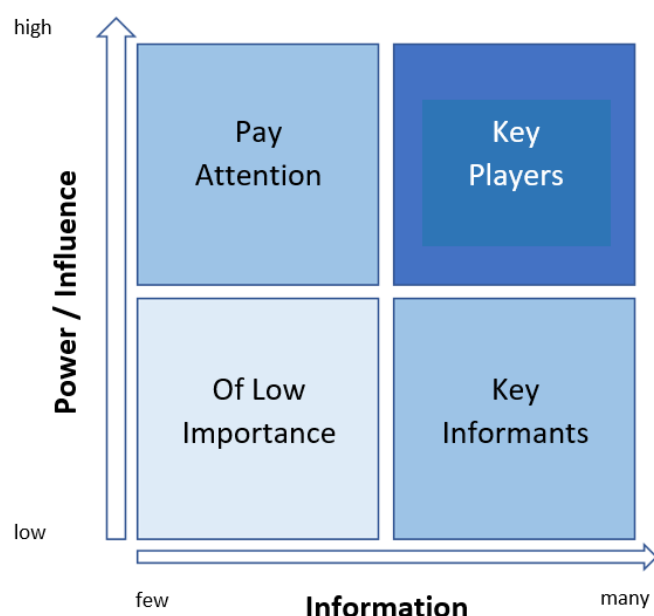 high
Pay
Attention
Key
Players
Power / Influence
Of Low
Importance
Key
Informants
low
few
many
Information